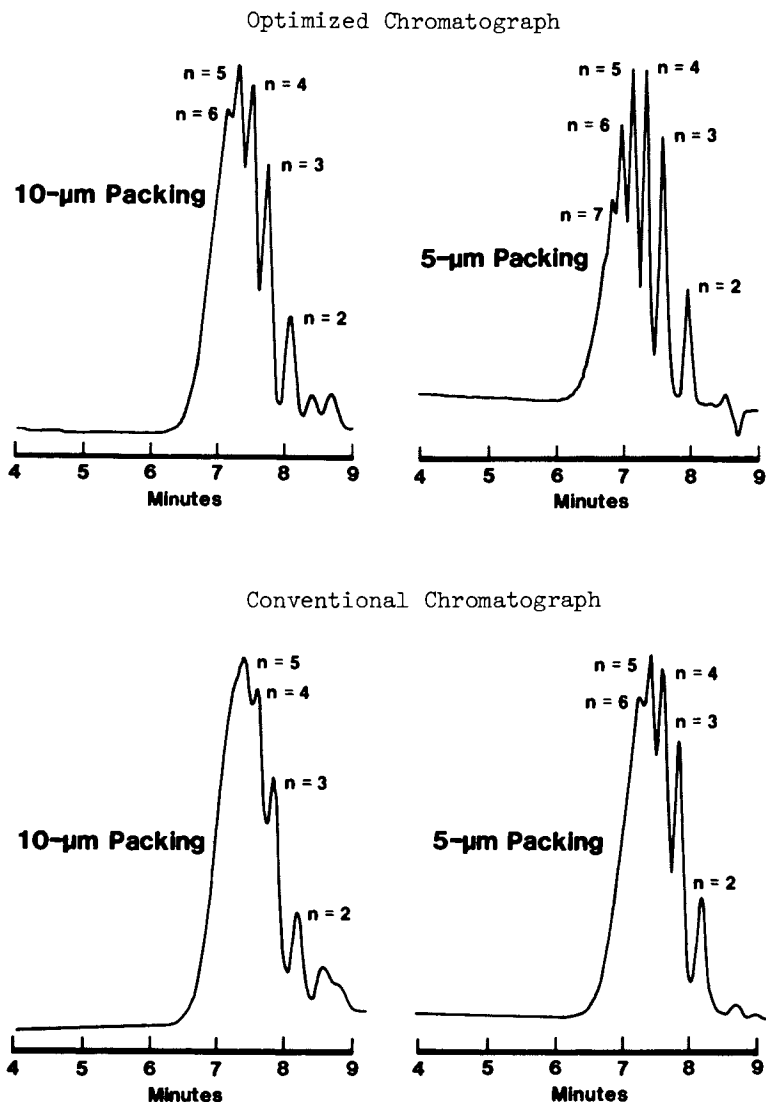 Optimized Chromatograph
n = 5
n = 4
n = 6
n = 3
10-µm Packing
n = 2
4 5 6 7 8 9
Minutes
n = 5
n = 4
n = 6
n = 3
n = 7
5-µm Packing
n = 2
4 5 6 7 8 9
Minutes
Conventional Chromatograph
n = 5
n = 4
n = 3
10-µm Packing
n = 2
4 5 6 7 8 9
Minutes
n = 5
n = 4
n = 6
n = 3
5-µm Packing
n = 2
4 5 6 7 8 9
Minutes